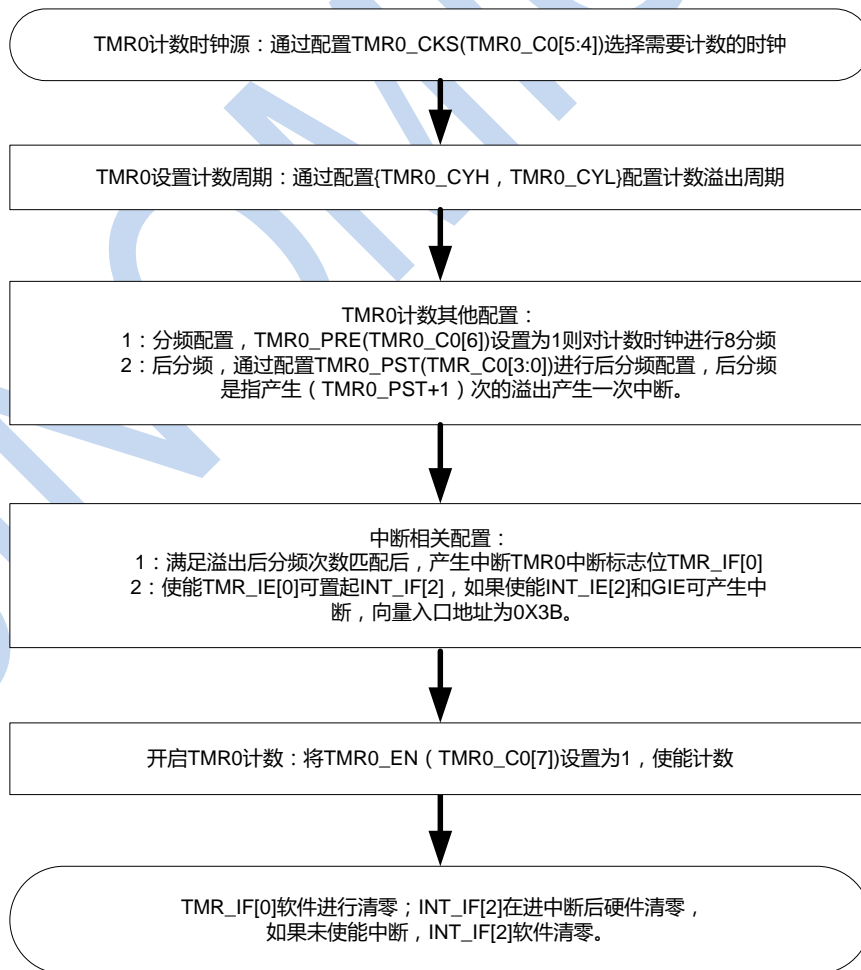 TMR0计数时钟源：通过配置TMR0_CKS(TMR0_C0[5:4])选择需要计数的时钟
TMR0设置计数周期：通过配置{TMR0_CYH，TMR0_CYL}配置计数溢出周期
TMR0计数其他配置：
1：分频配置，TMR0_PRE(TMR0_C0[6])设置为1则对计数时钟进行8分频
2：后分频，通过配置TMR0_PST(TMR_C0[3:0])进行后分频配置，后分频
是指产生（TMR0_PST+1）次的溢出产生一次中断。
中断相关配置：
1：满足溢出后分频次数匹配后，产生中断TMR0中断标志位TMR_IF[0]
2：使能TMR_IE[0]可置起INT_IF[2]，如果使能INT_IE[2]和GIE可产生中
断，向量入口地址为0X3B。
开启TMR0计数：将TMR0_EN（TMR0_C0[7])设置为1，使能计数
TMR_IF[0]软件进行清零；INT_IF[2]在进中断后硬件清零，
如果未使能中断，INT_IF[2]软件清零。